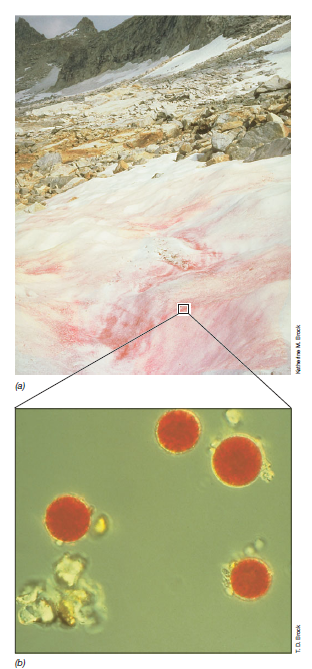 Katherine M. Brock
(a)
T. D. Brock
(b)